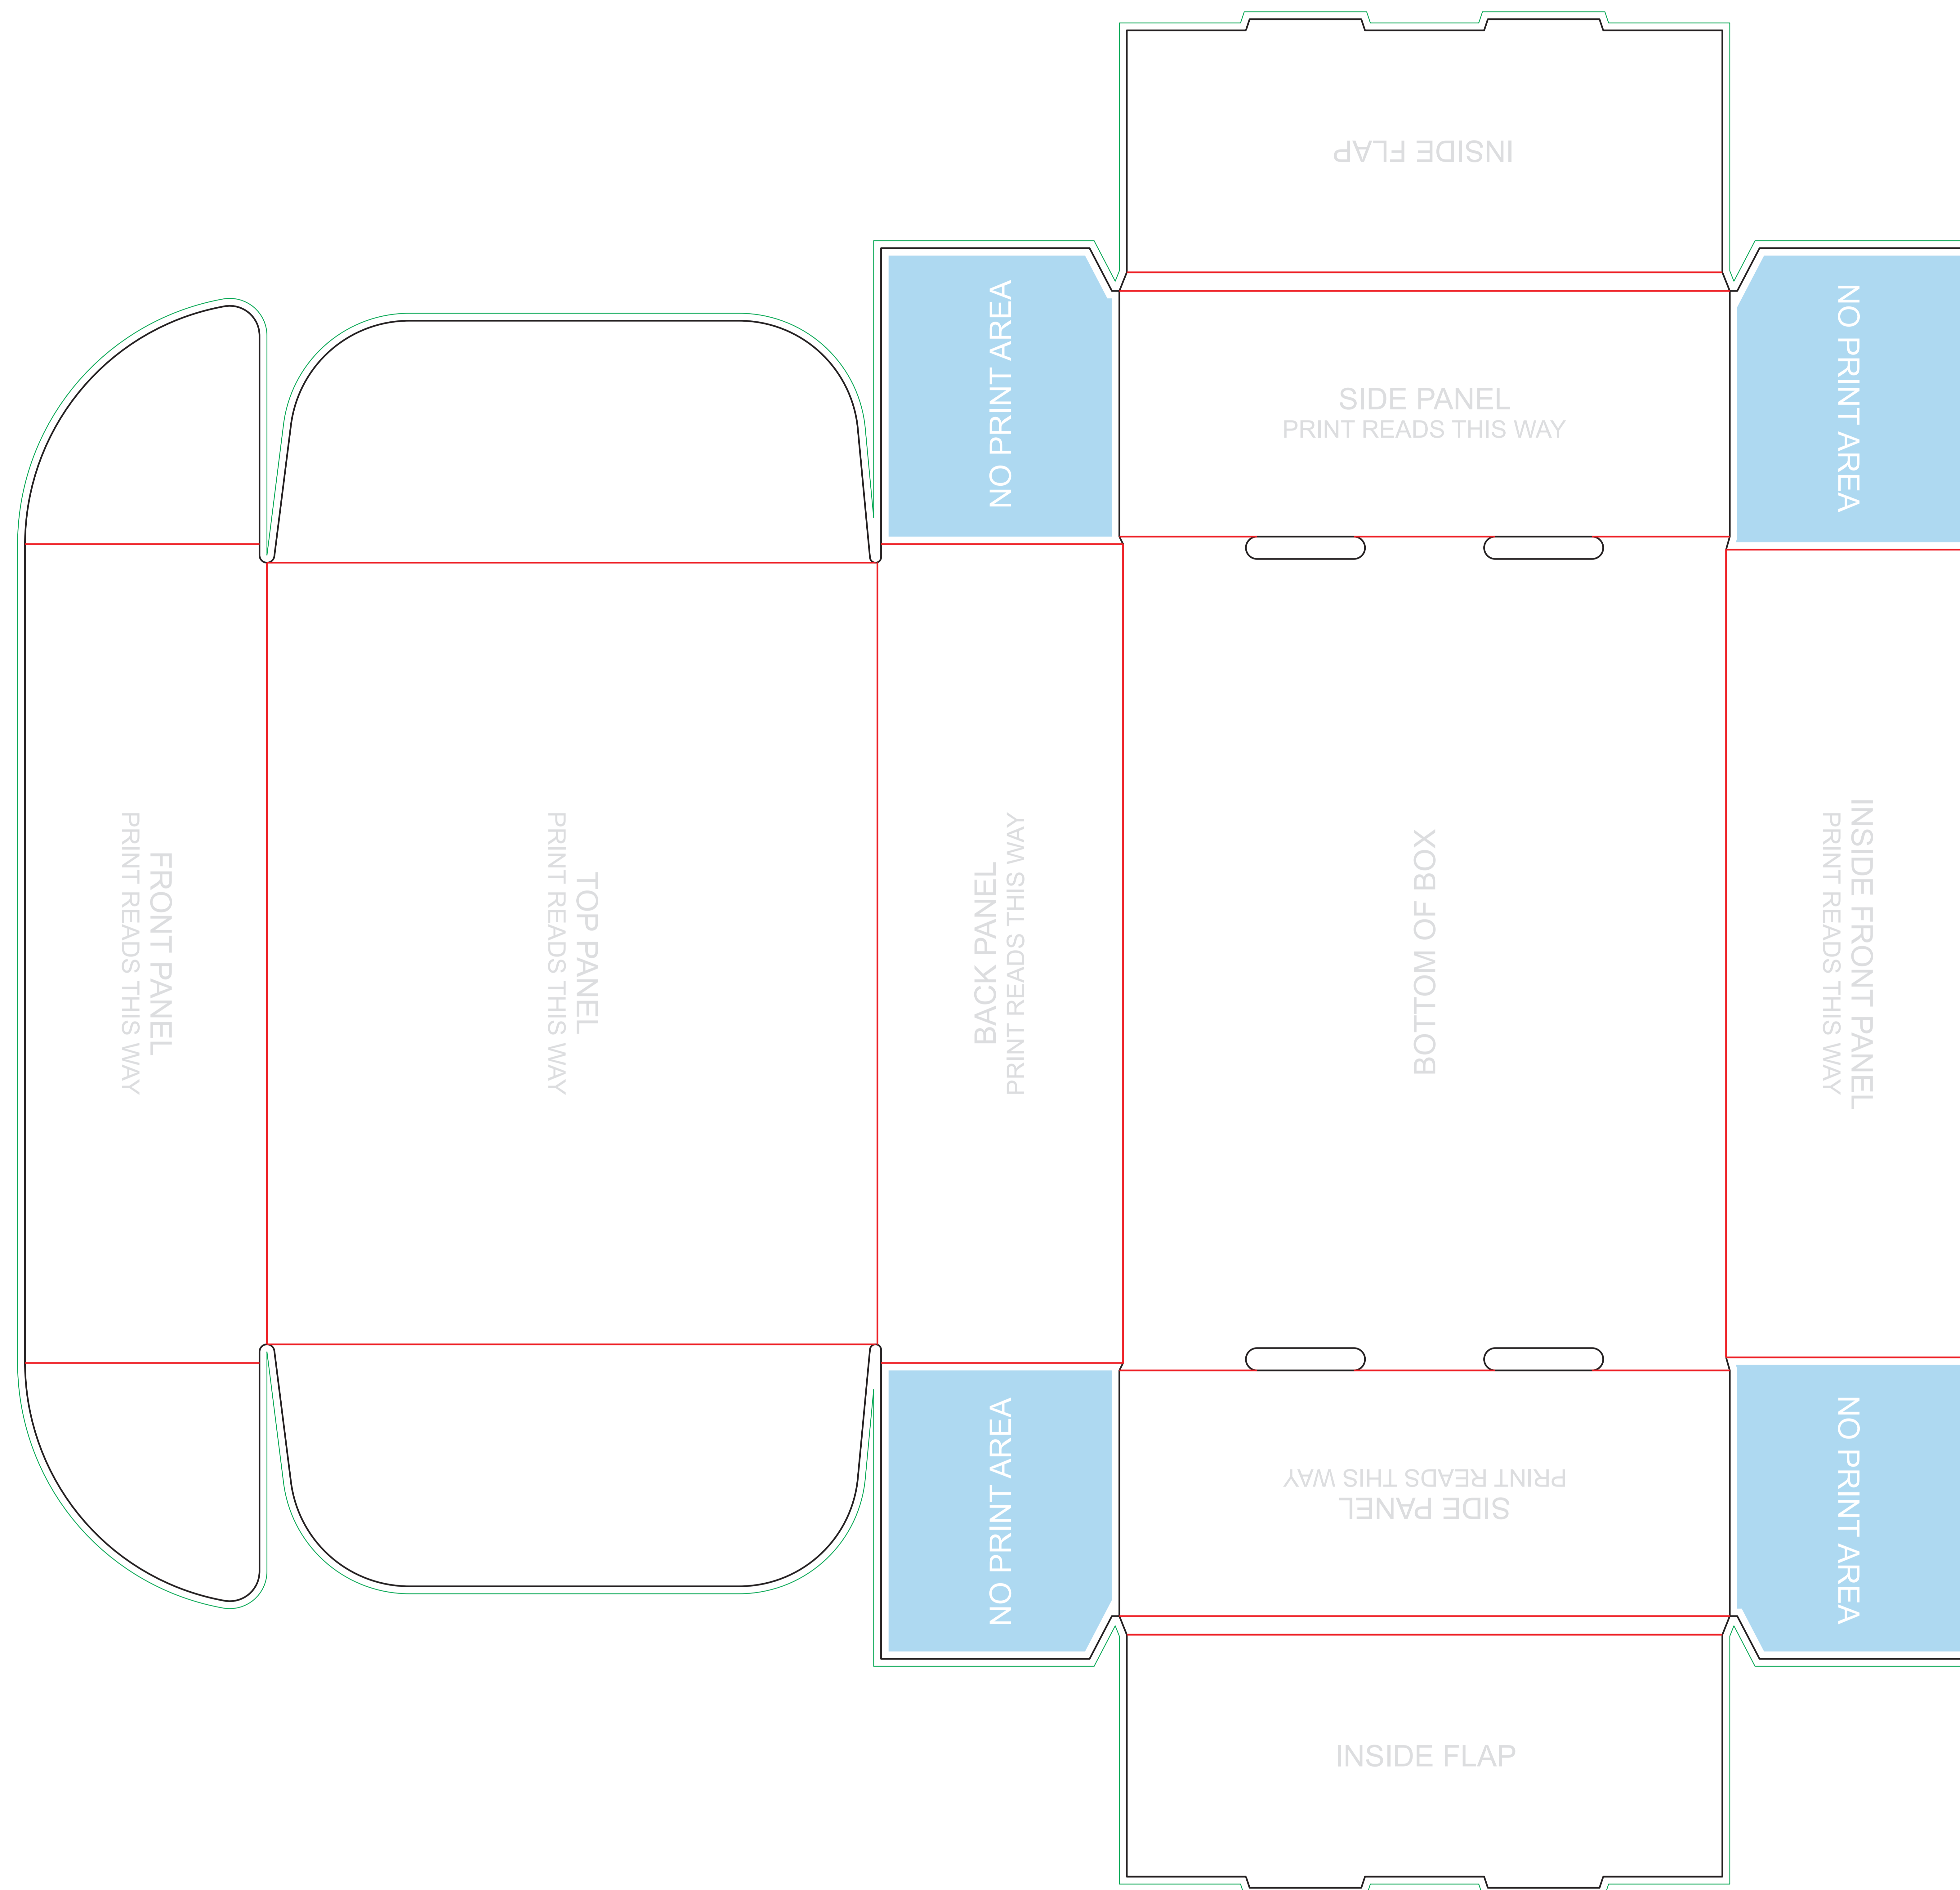 INSIDE FLAP
NO PRINT AREA
SIDE PANEL
PRINT READS THIS WAY
NO PRINT AREA
FRONT PANEL
PRINT READS THIS WAY
TOP PANEL
PRINT READS THIS WAY
BACK PANEL
PRINT READS THIS WAY
BOTTOM OF BOX
INSIDE FRONT PANEL
PRINT READS THIS WAY
NO PRINT AREA
SIDE PANEL
PRINT READS THIS WAY
NO PRINT AREA
INSIDE FLAP